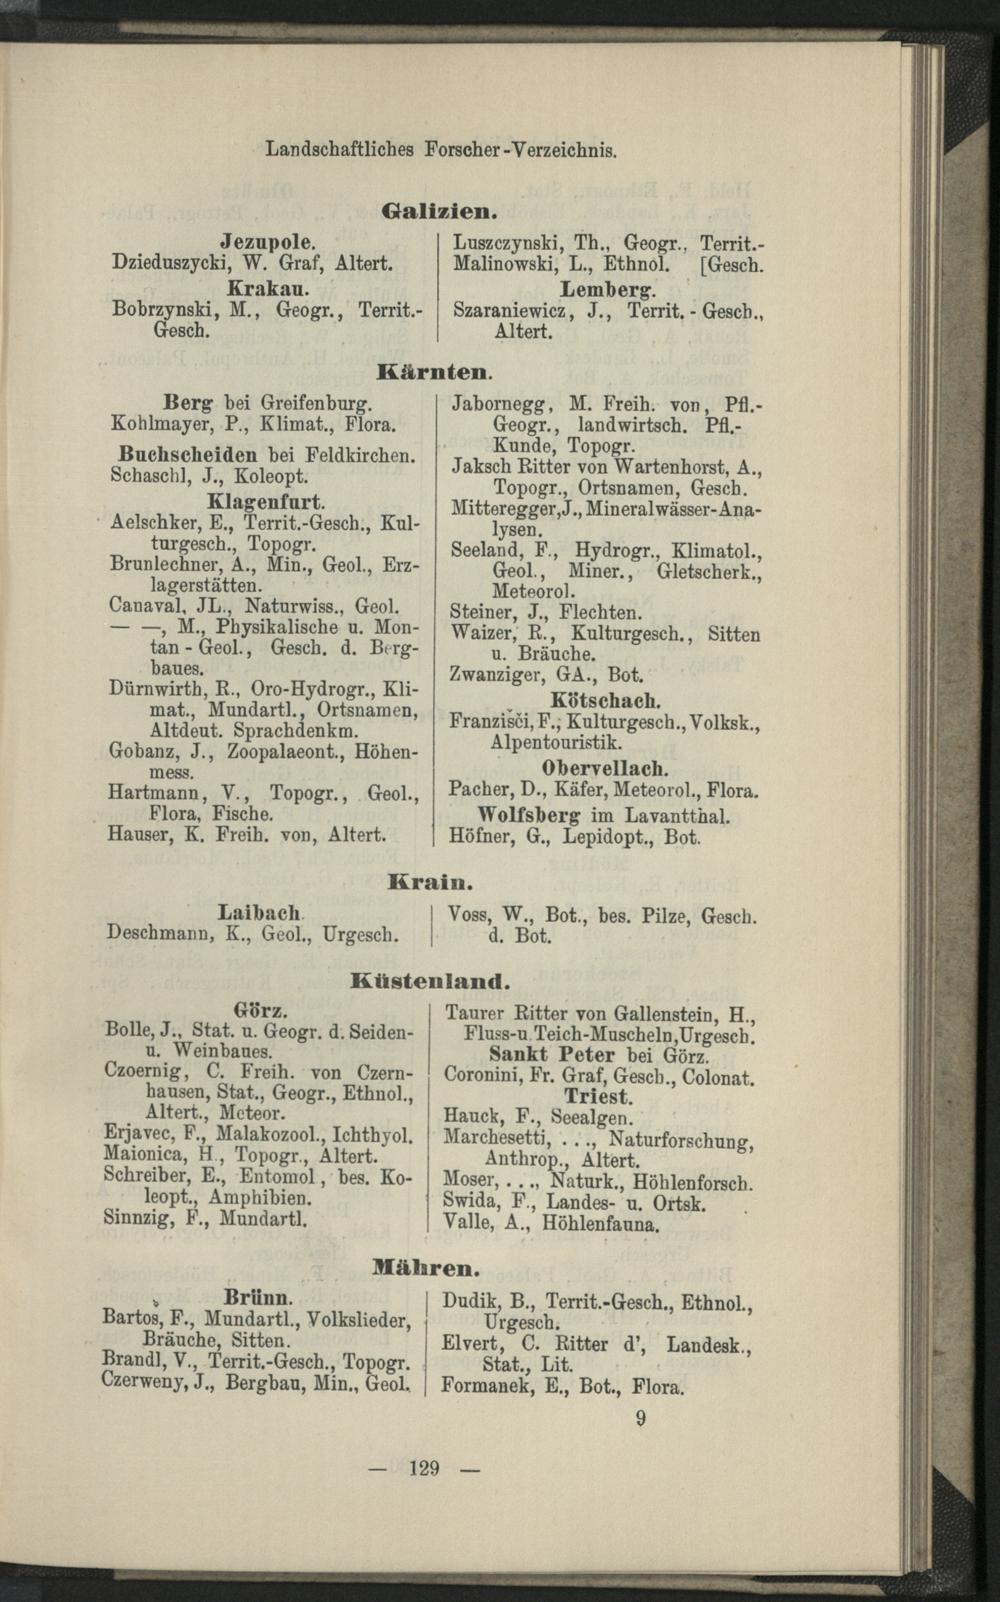 Landschaftliches Forscher-Verzeichnis.
Galizien.
Jezupole.
Dzieduszycki, W. Graf, Altert.
Krakau.
Bobrzynski, M., Geogr., Territ.-
Gesch.
Luszczynski, Th., Geogr., Territ.-
Malinowski, L., Ethnol. [Gesch.
Lemberg.
Szaraniewicz, J., Territ.-Gesch.,
Altert.
Kärnten.
Berg bei Greifenburg.
Kohlmayer, P., Klimat., Flora.
Buchscheiden bei Feldkirchen.
Schaschl, J., Koleopt.
Klagenfurt.
Aelschker, E., Territ.-Gesch., Kul-
turgesch., Topogr.
Brunlechner, A., Min., Geol., Erz-
lagerstätten.
Canaval, JL., Naturwiss., Geol.
— —, M., Physikalische u. Mon-
tan-Geol., Gesch. d. Berg-
baues.
Dürnwirth, R., Oro-Hydrogr., Kli-
mat., Mundartl., Ortsnamen,
Altdeut. Sprachdenkm.
Gobanz, J., Zoopalaeont., Höhen-
mess.
Hartmann, V., Topogr., Geol.,
Flora, Fische.
Hauser, K. Freih. von, Altert.
Jabornegg, M. Freih. von, Pfl.-
Geogr., landwirtsch. Pfl.-
Kunde, Topogr.
Jaksch Ritter von Wartenhorst, A.,
Topogr., Ortsnamen, Gesch.
Mitteregger, J., Mineralwässer-Ana-
lysen.
Seeland, F., Hydrogr., Klimatol.,
Geol., Miner., Gletscherk.,
Meteorol.
Steiner, J., Flechten.
Waizer, R., Kulturgesch., Sitten
u. Bräuche.
Zwanziger, GA., Bot.
Kötschach.
Franzišči, F., Kulturgesch., Volksk.,
Alpentouristik.
Obervellach.
Pacher, D., Käfer, Meteorol., Flora.
Wolfsberg im Lavantthal.
Höfner, G., Lepidopt., Bot.
Krain.
Laibach
Deschmann, K., Geol., Urgesch.
Voss, W., Bot., bes. Pilze, Gesch.
d. Bot.
Küstenland.
Görz.
Bolle, J., Stat. u. Geogr. d. Seiden-
u. Weinbaues.
Czoernig, C. Freih. von Czern-
hausen, Stat., Geogr., Ethnol.,
Altert., Meteor.
Erjavec, F., Malakozool., Ichthyol.
Maionica, H., Topogr., Altert.
Schreiber, E., Entomol, bes. Ko-
leopt., Amphibien.
Sinnzig, F., Mundartl.
Taurer Ritter von Gallenstein, H.,
Fluss-u. Teich-Muscheln, Urgesch.
Sankt Peter bei Görz.
Coronini, Fr. Graf, Gesch., Colonat.
Triest.
Hauck, F., Seealgen.
Marchesetti, . . ., Naturforschung,
Anthrop., Altert.
Moser, . . ., Naturk., Höhlenforsch.
Swida, F., Landes- u. Ortsk.
Valle, A., Höhlenfauna.
Mähren.
Brünn.
Bartoš, F., Mundartl., Volkslieder,
Bräuche, Sitten.
Brandl, V., Territ.-Gesch., Topogr.
Czerweny, J., Bergbau, Min., Geol.
Dudik, B., Territ.-Gesch., Ethnol.,
Urgesch.
Elvert, C. Ritter d', Landesk.,
Stat., Lit.
Formanek, E., Bot., Flora.
9
— 129 —